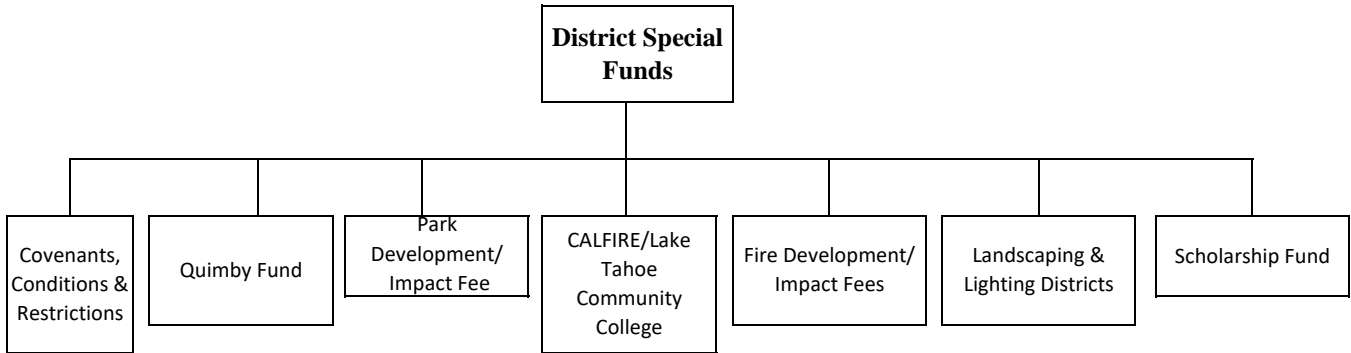 District Special
Funds
Covenants,
Conditions &
Restrictions
Quimby Fund
Park
Development/
Impact Fee
CALFIRE/Lake
Tahoe
Community
College
Fire Development/
Impact Fees
Landscaping &
Lighting Districts
Scholarship Fund